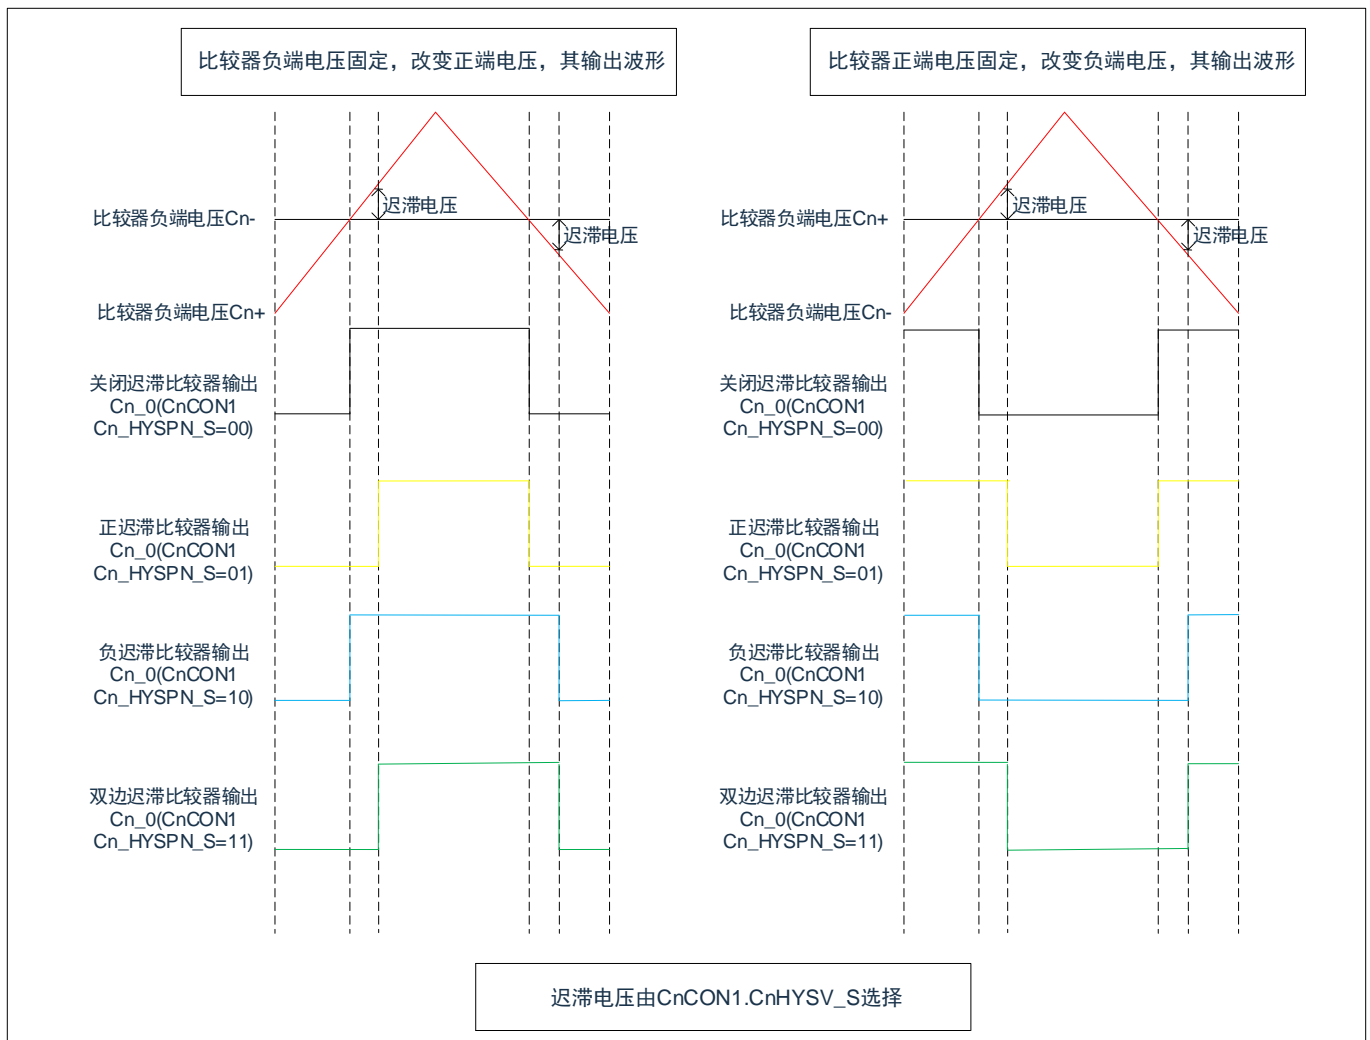 比较器负端电压固定，改变正端电压，其输出波形
迟滞电压
比较器负端电压Cn-
迟滞电压
比较器负端电压Cn+
关闭迟滞比较器输出
Cn_0(CnCON1
Cn_HYSPN_S=00)
正迟滞比较器输出
Cn_0(CnCON1
Cn_HYSPN_S=01)
负迟滞比较器输出
Cn_0(CnCON1
Cn_HYSPN_S=10)
双边迟滞比较器输出
Cn_0(CnCON1
Cn_HYSPN_S=11)
比较器正端电压固定，改变负端电压，其输出波形
迟滞电压
比较器负端电压Cn+
迟滞电压
比较器负端电压Cn-
关闭迟滞比较器输出
Cn_0(CnCON1
Cn_HYSPN_S=00)
正迟滞比较器输出
Cn_0(CnCON1
Cn_HYSPN_S=01)
负迟滞比较器输出
Cn_0(CnCON1
Cn_HYSPN_S=10)
双边迟滞比较器输出
Cn_0(CnCON1
Cn_HYSPN_S=11)
迟滞电压由CnCON1.CnHYSV_S选择